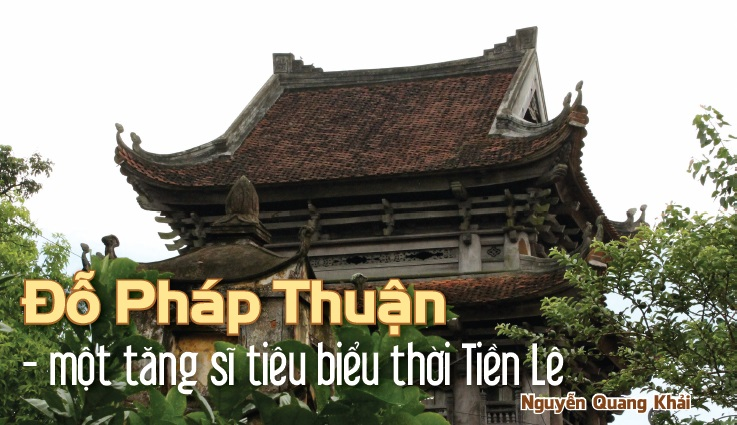 Đỗ Pháp Thuận
- một tăng sĩ tiêu biểu thời Tiền Lê
Nguyễn Quang Khải